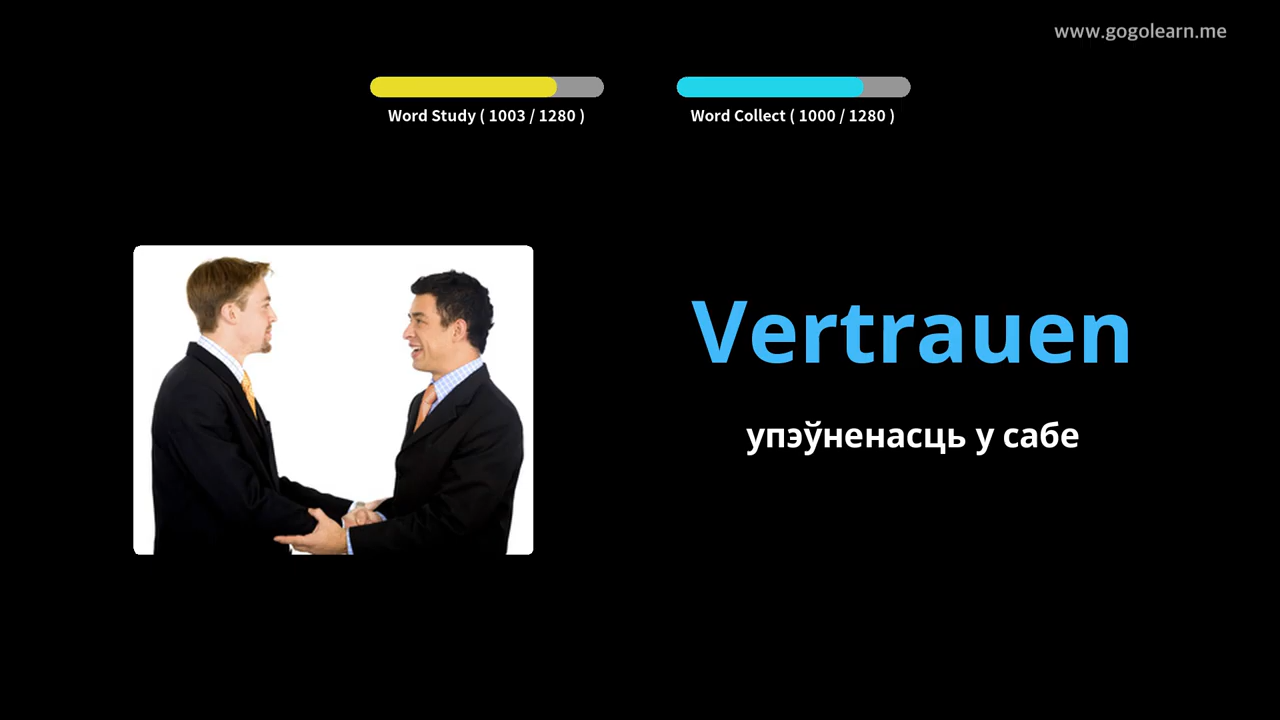 www.gogolearn.me
Word Study ( 1003 / 1280 )
Word Collect ( 1000 / 1280 )
Vertrauen
упэўненасць у сабе